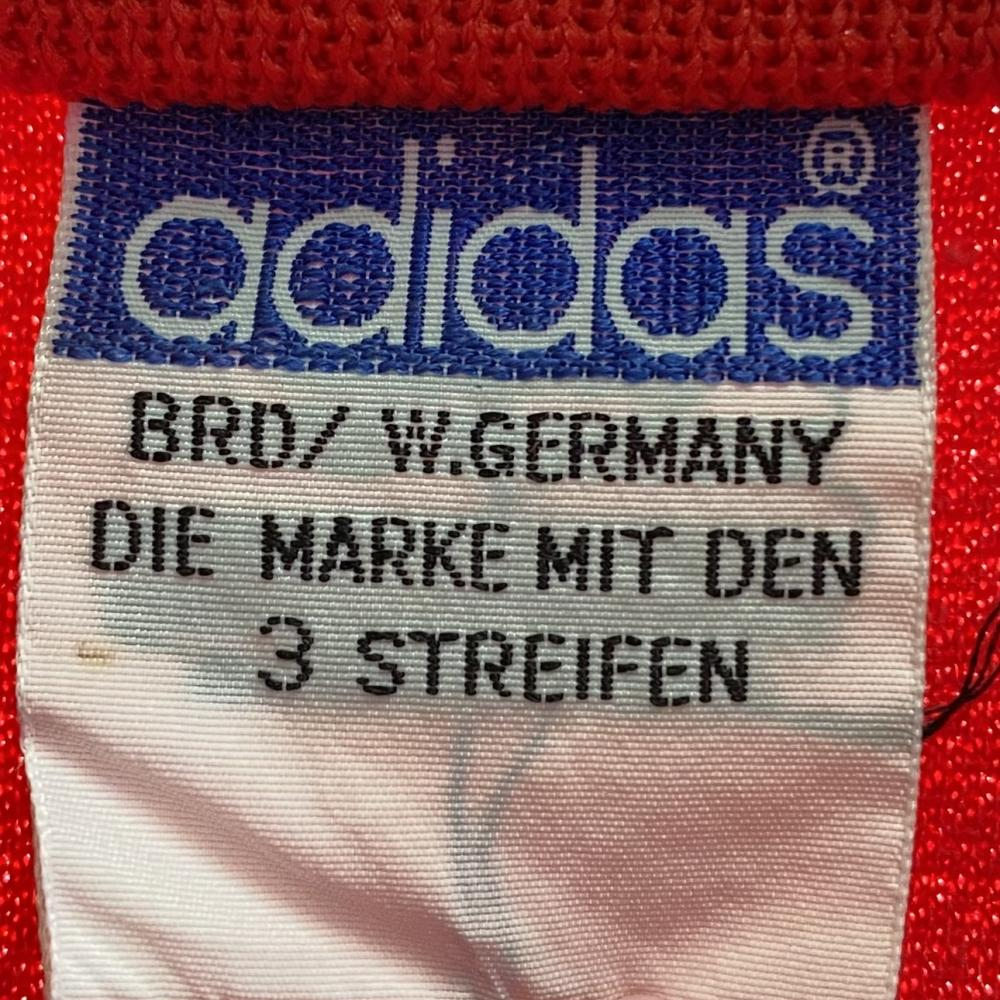 adidas®
BRD/ W.GERMANY
DIE MARKE MIT DEN
3 STREIFEN